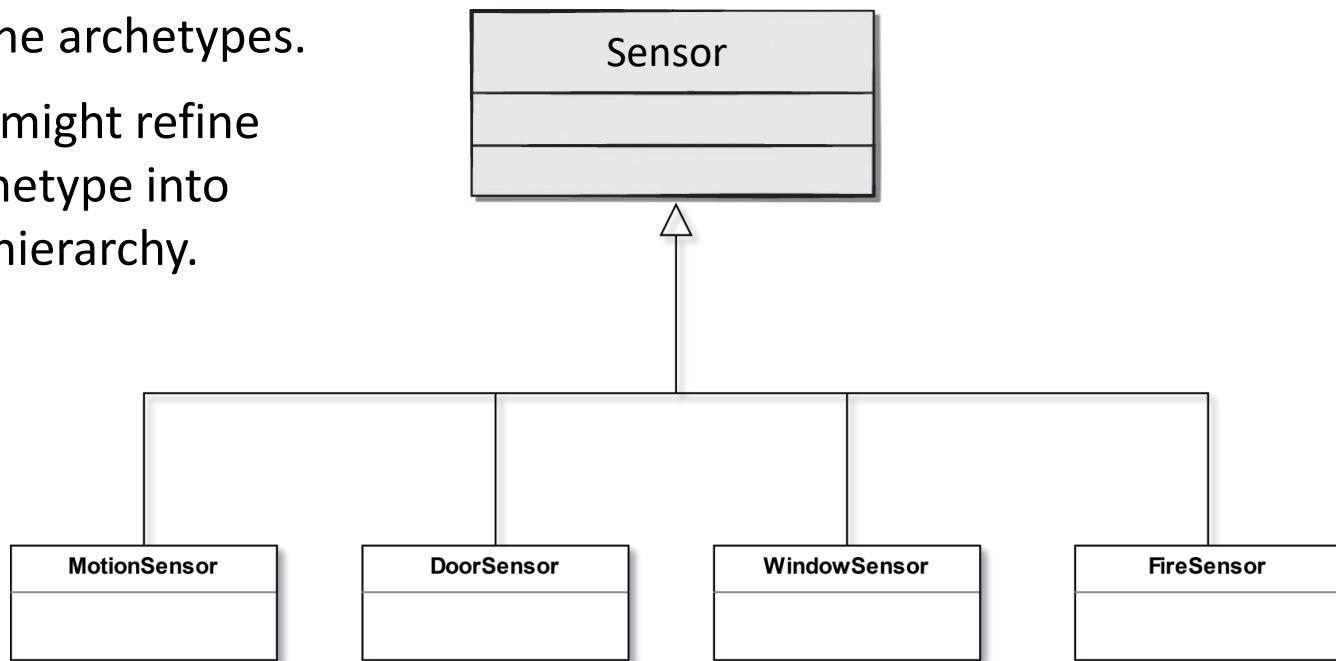 ne archetypes.
might refine
netype into
hierarchy.
Sensor
MotionSensor
DoorSensor
WindowSensor
FireSensor